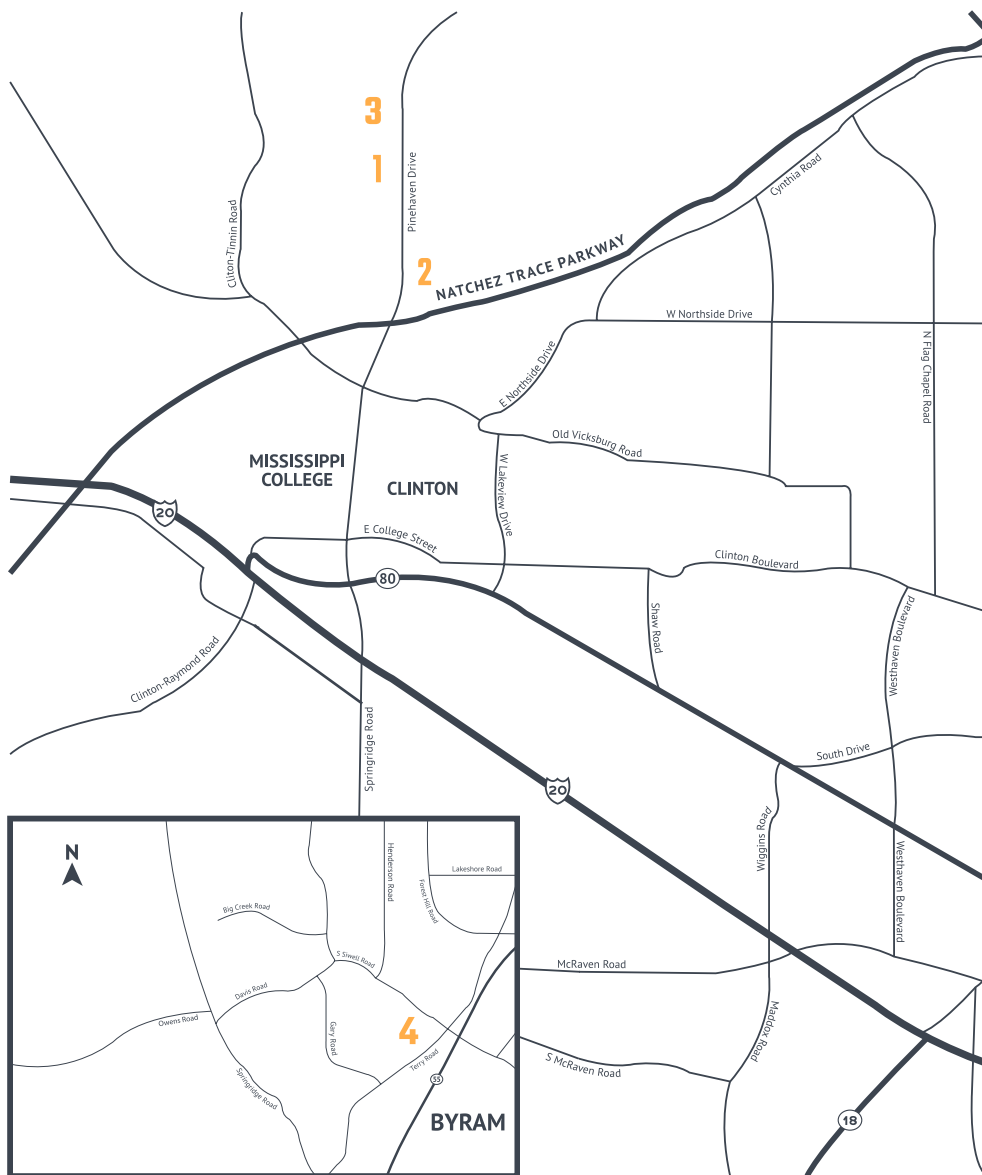 3
1
Pinehaven Drive
Cynthia Road
Cliton-Tinnin Road
2
NATCHEZ TRACE PARKWAY
W Northside Drive
N Flag Chapel Road
E Northside Drive
Old Vicksburg Road
MISSISSIPPI
COLLEGE
CLINTON
W Lakeview Drive
20
E College Street
Clinton Boulevard
80
Shaw Road
Westhaven Boulevard
Clinton-Raymond Road
Springridge Road
South Drive
20
Wiggins Road
Westhaven Boulevard
McRaven Road
Maddox Road
S McRaven Road
18
N
Henderson Road
Lakeshore Road
Forest Hill Road
Big Creek Road
S Siwell Road
Davis Road
Owens Road
Gary Road
4
Terry Road
Springridge Road
55
BYRAM